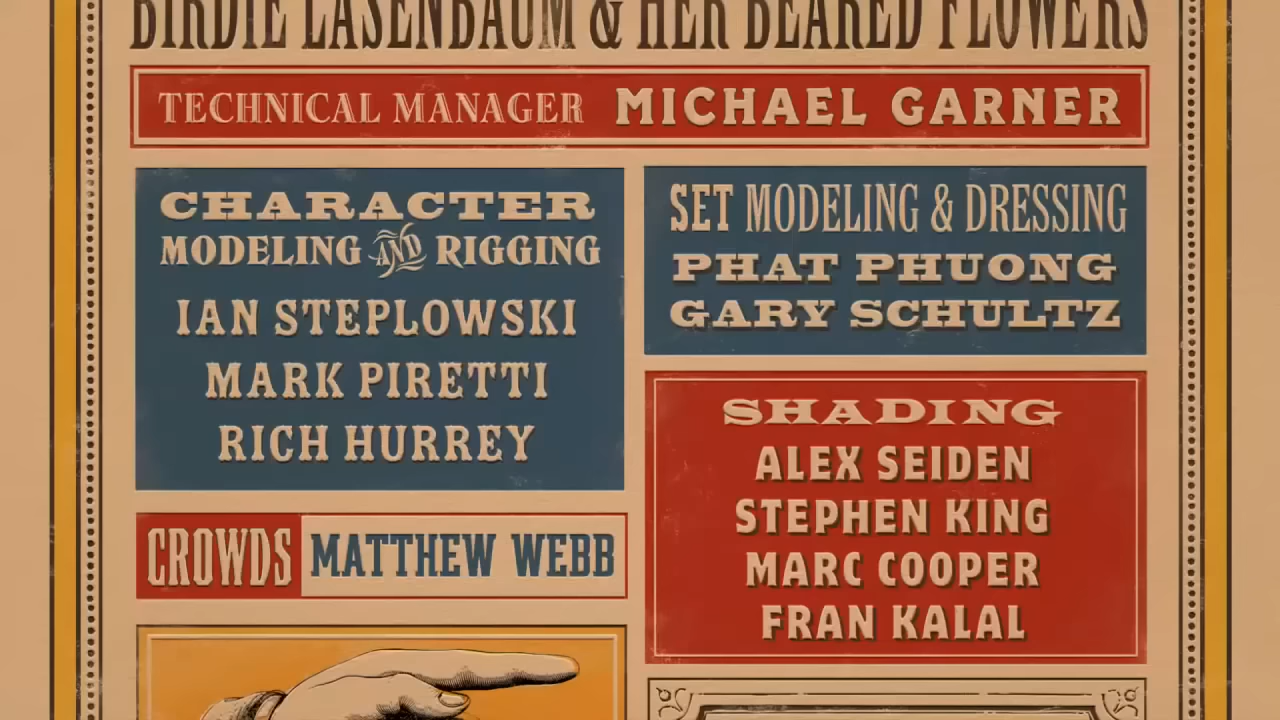 BIRDIE LASENBAUM & HER BEARED FLOWERS
TECHNICAL MANAGER MICHAEL GARNER
CHARACTER
MODELING AND RIGGING
IAN STEPLOWSKI
MARK PIRETTI
RICH HURREY
SET MODELING & DRESSING
PHAT PHUONG
GARY SCHULTZ
SHADING
ALEX SEIDEN
STEPHEN KING
MARC COOPER
FRAN KALAL
CROWDS MATTHEW WEBB